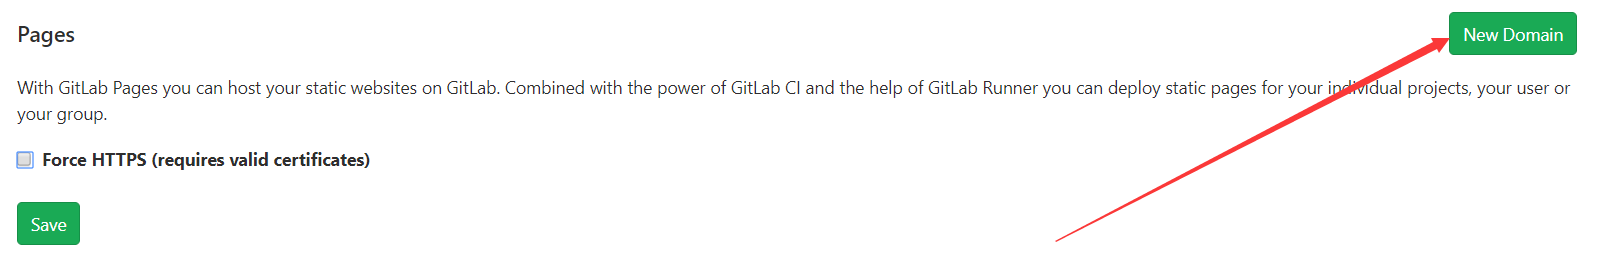 Pages
New Domain
With GitLab Pages you can host your static websites on GitLab. Combined with the power of GitLab CI and the help of GitLab Runner you can deploy static pages for your individual projects, your user or
your group.
Force HTTPS (requires valid certificates)
Save